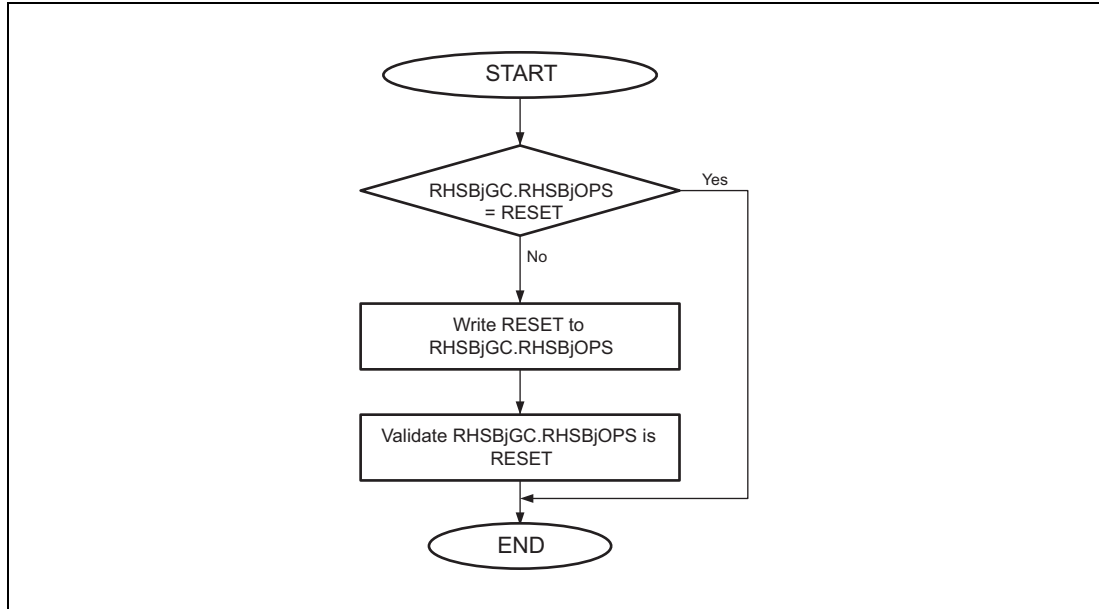 START
RHSBjGC.RHSBjOPS
= RESET
Yes
No
Write RESET to
RHSBjGC.RHSBjOPS
Validate RHSBjGC.RHSBjOPS is
RESET
END